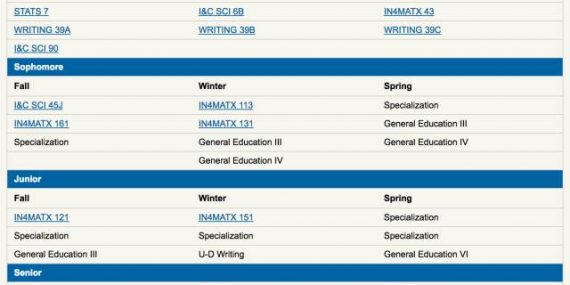 STATS 7 I&C SCI 6B IN4MATX 43
WRITING 39A WRITING 39B WRITING 39C
I&C SCI 90
Sophomore
Fall Winter Spring
I&C SCI 45J IN4MATX 113 Specialization
IN4MATX 161 IN4MATX 131 General Education III
Specialization General Education III General Education IV
General Education IV
Junior
Fall Winter Spring
IN4MATX 121 IN4MATX 151 Specialization
Specialization Specialization Specialization
General Education III U-D Writing General Education VI
Senior